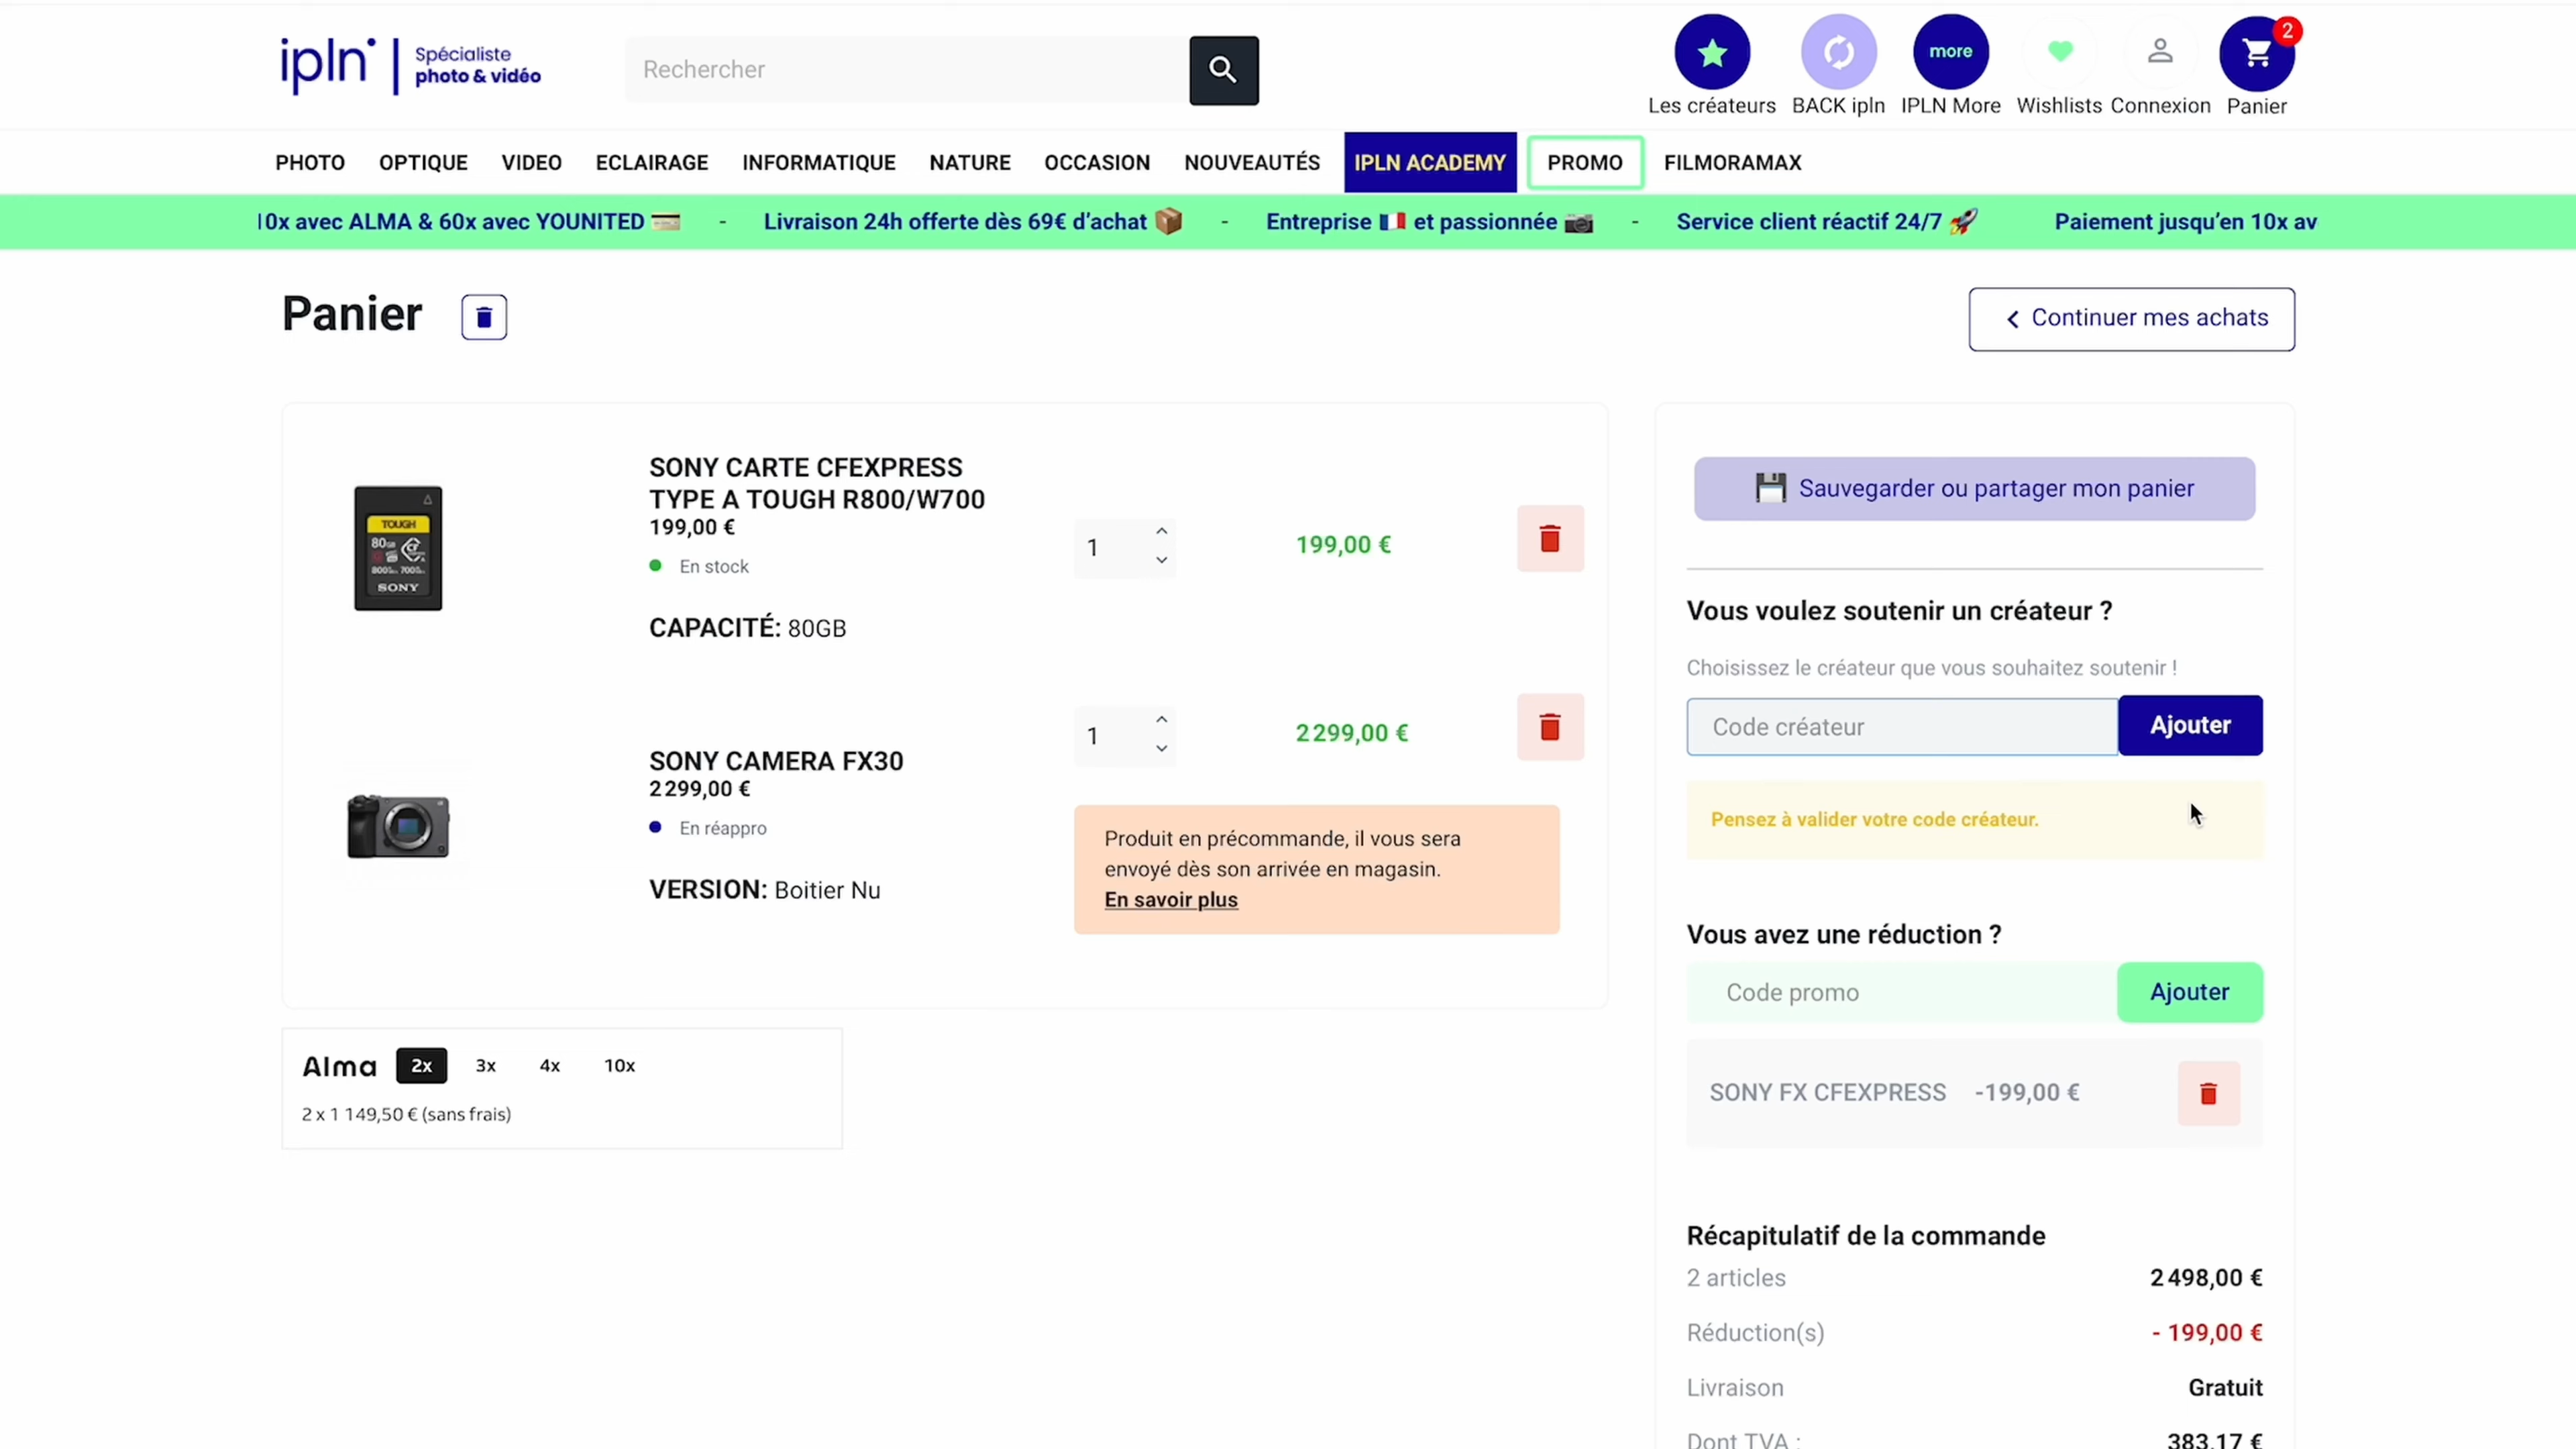 ipln
Spécialiste
photo & vidéo
Rechercher
more
2
Les créateurs
BACK ipln
IPLN More
Wishlists
Connexion
Panier
PHOTO
OPTIQUE
VIDEO
ECLAIRAGE
INFORMATIQUE
NATURE
OCCASION
NOUVEAUTÉS
IPLN ACADEMY
PROMO
FILMORAMAX
10x avec ALMA & 60x avec YOUNITED 💳 - Livraison 24h offerte dès 69€ d’achat 📦 - Entreprise 🇫🇷 et passionnée 📷 - Service client réactif 24/7 🚀 Paiement jusqu’en 10x av
Panier
Continuer mes achats
SONY CARTE CFEXPRESS
TYPE A TOUGH R800/W700
199,00 €
En stock
CAPACITÉ: 80GB
1
199,00 €
TOUGH
80GB
SONY
SONY CAMERA FX30
2 299,00 €
En réappro
VERSION: Boitier Nu
1
2 299,00 €
Produit en précommande, il vous sera
envoyé dès son arrivée en magasin.
En savoir plus
Alma
2x
3x
4x
10x
2 x 1 149,50 € (sans frais)
💾 Sauvegarder ou partager mon panier
Vous voulez soutenir un créateur ?
Choisissez le créateur que vous souhaitez soutenir !
Code créateur
Ajouter
Pensez à valider votre code créateur.
Vous avez une réduction ?
Code promo
Ajouter
SONY FX CFEXPRESS -199,00 €
Récapitulatif de la commande
2 articles 2 498,00 €
Réduction(s) - 199,00 €
Livraison Gratuit
Dont TVA : 383,17 €